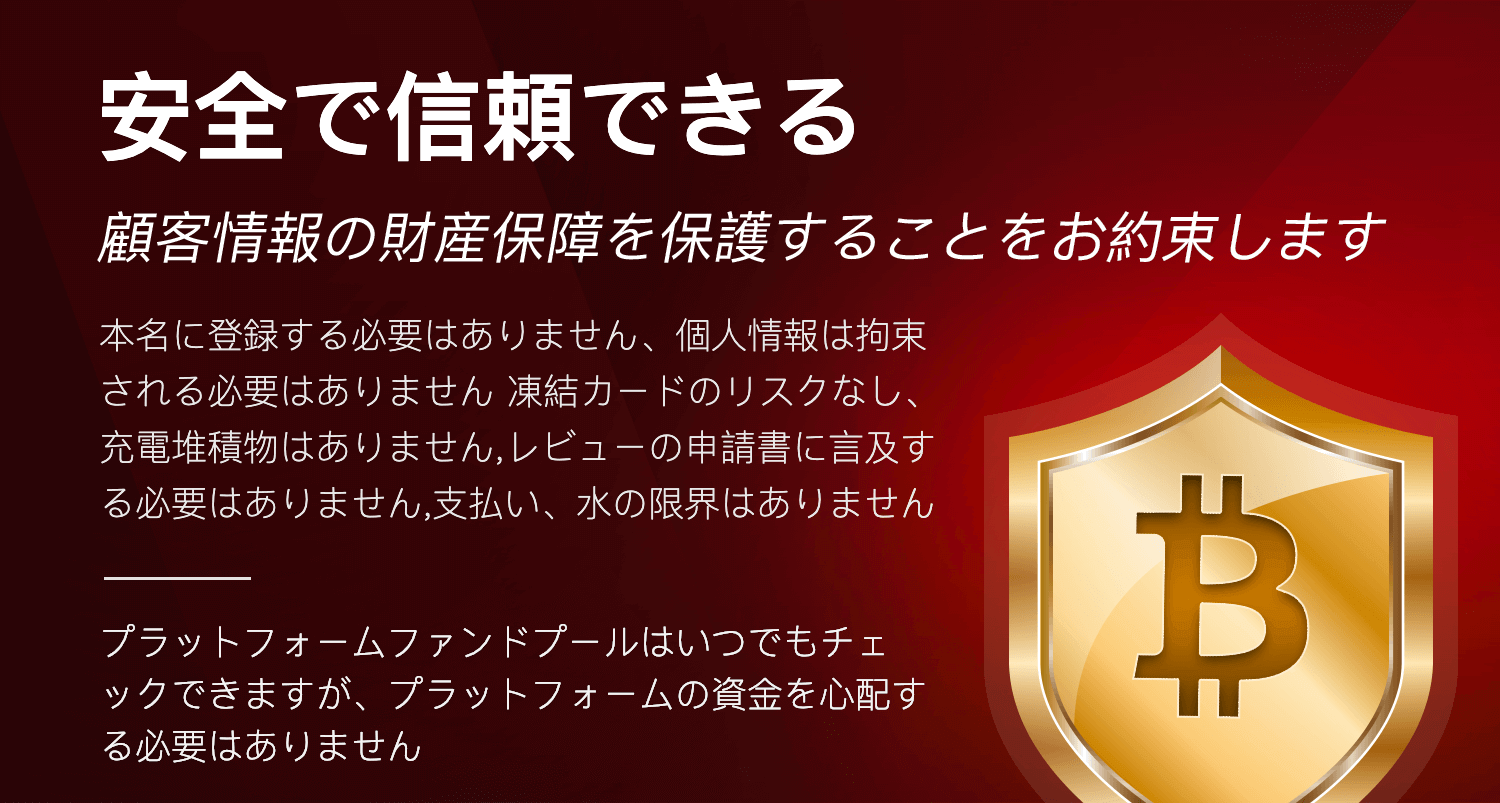 安全で信頼できる
顧客情報の財産保障を保護することをお約束します
本名に登録する必要はありません、個人情報は拘束
される必要はありません 凍結カードのリスクなし、
充電堆積物はありません,レビューの申請書に言及す
る必要はありません,支払い、水の限界はありません
プラットフォームファンドプールはいつでもチェ
ックできますが、プラットフォームの資金を心配す
る必要はありません